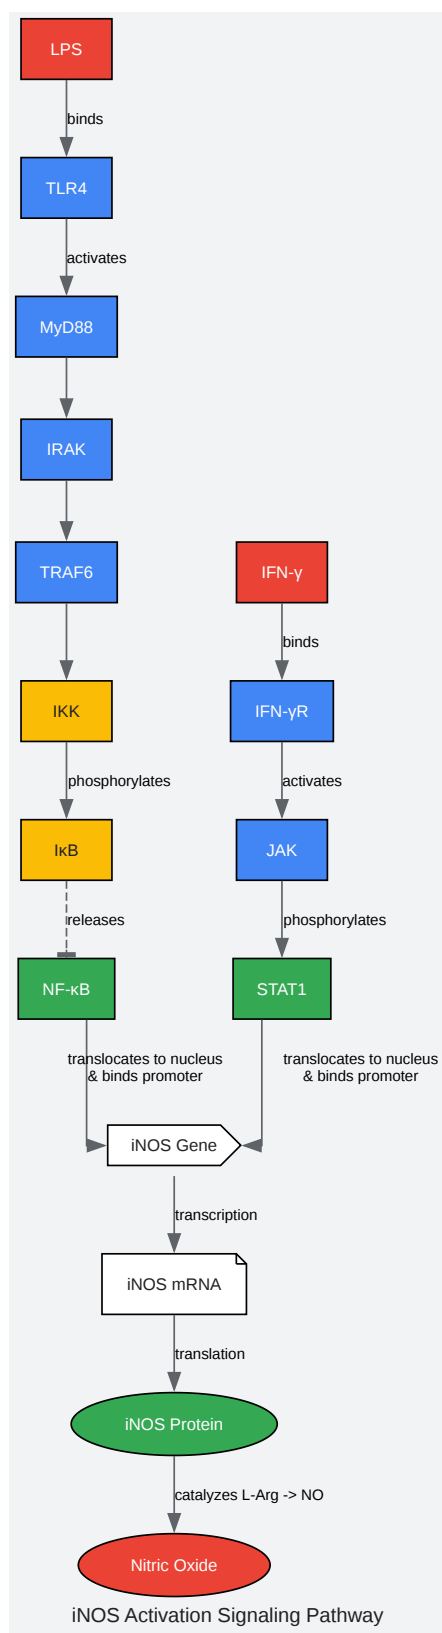 LPS
binds
TLR4
activates
MyD88
IRAK
TRAF6
IKK
phosphorylates
IκB
releases
NF-κB
translocates to nucleus
& binds promoter
IFN-γ
binds
IFN-γR
activates
JAK
phosphorylates
STAT1
translocates to nucleus
& binds promoter
iNOS Gene
transcription
iNOS mRNA
translation
iNOS Protein
catalyzes L-Arg -> NO
Nitric Oxide
iNOS Activation Signaling Pathway